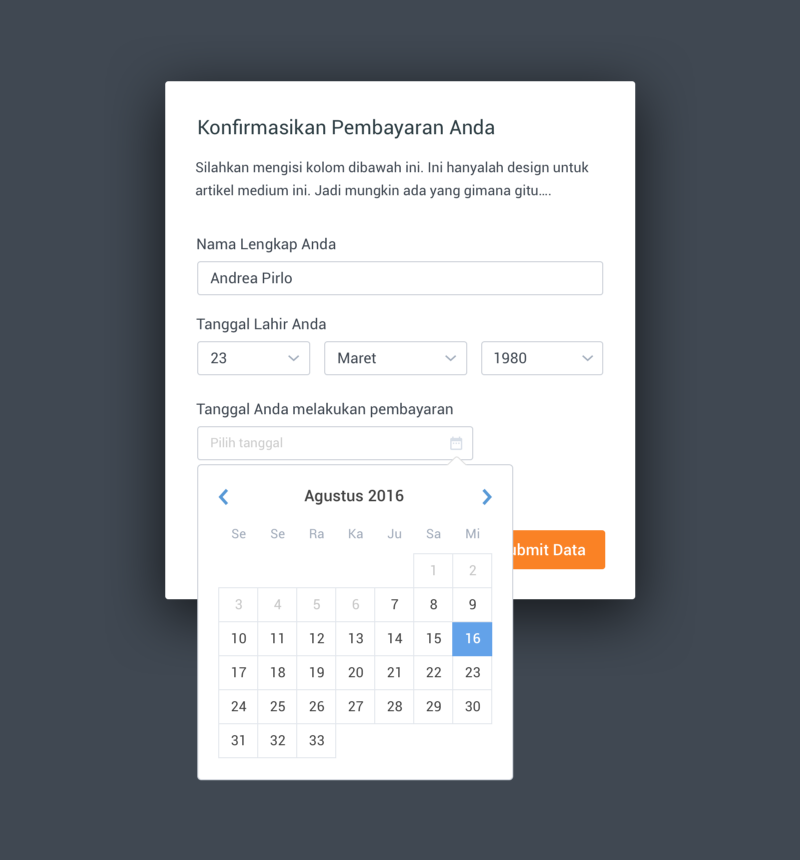 Konfirmasikan Pembayaran Anda
Silahkan mengisi kolom dibawah ini. Ini hanyalah design untuk
artikel medium ini. Jadi mungkin ada yang gimana gitu....
Nama Lengkap Anda
Andrea Pirlo
Tanggal Lahir Anda
23 Maret 1980
Tanggal Anda melakukan pembayaran
Pilih tanggal
Agustus 2016
Se Se Ra Ka Ju Sa Mi
ubmit Data
1 2
3 4 5 6 7 8 9
10 11 12 13 14 15 16
17 18 19 20 21 22 23
24 25 26 27 28 29 30
31 32 33